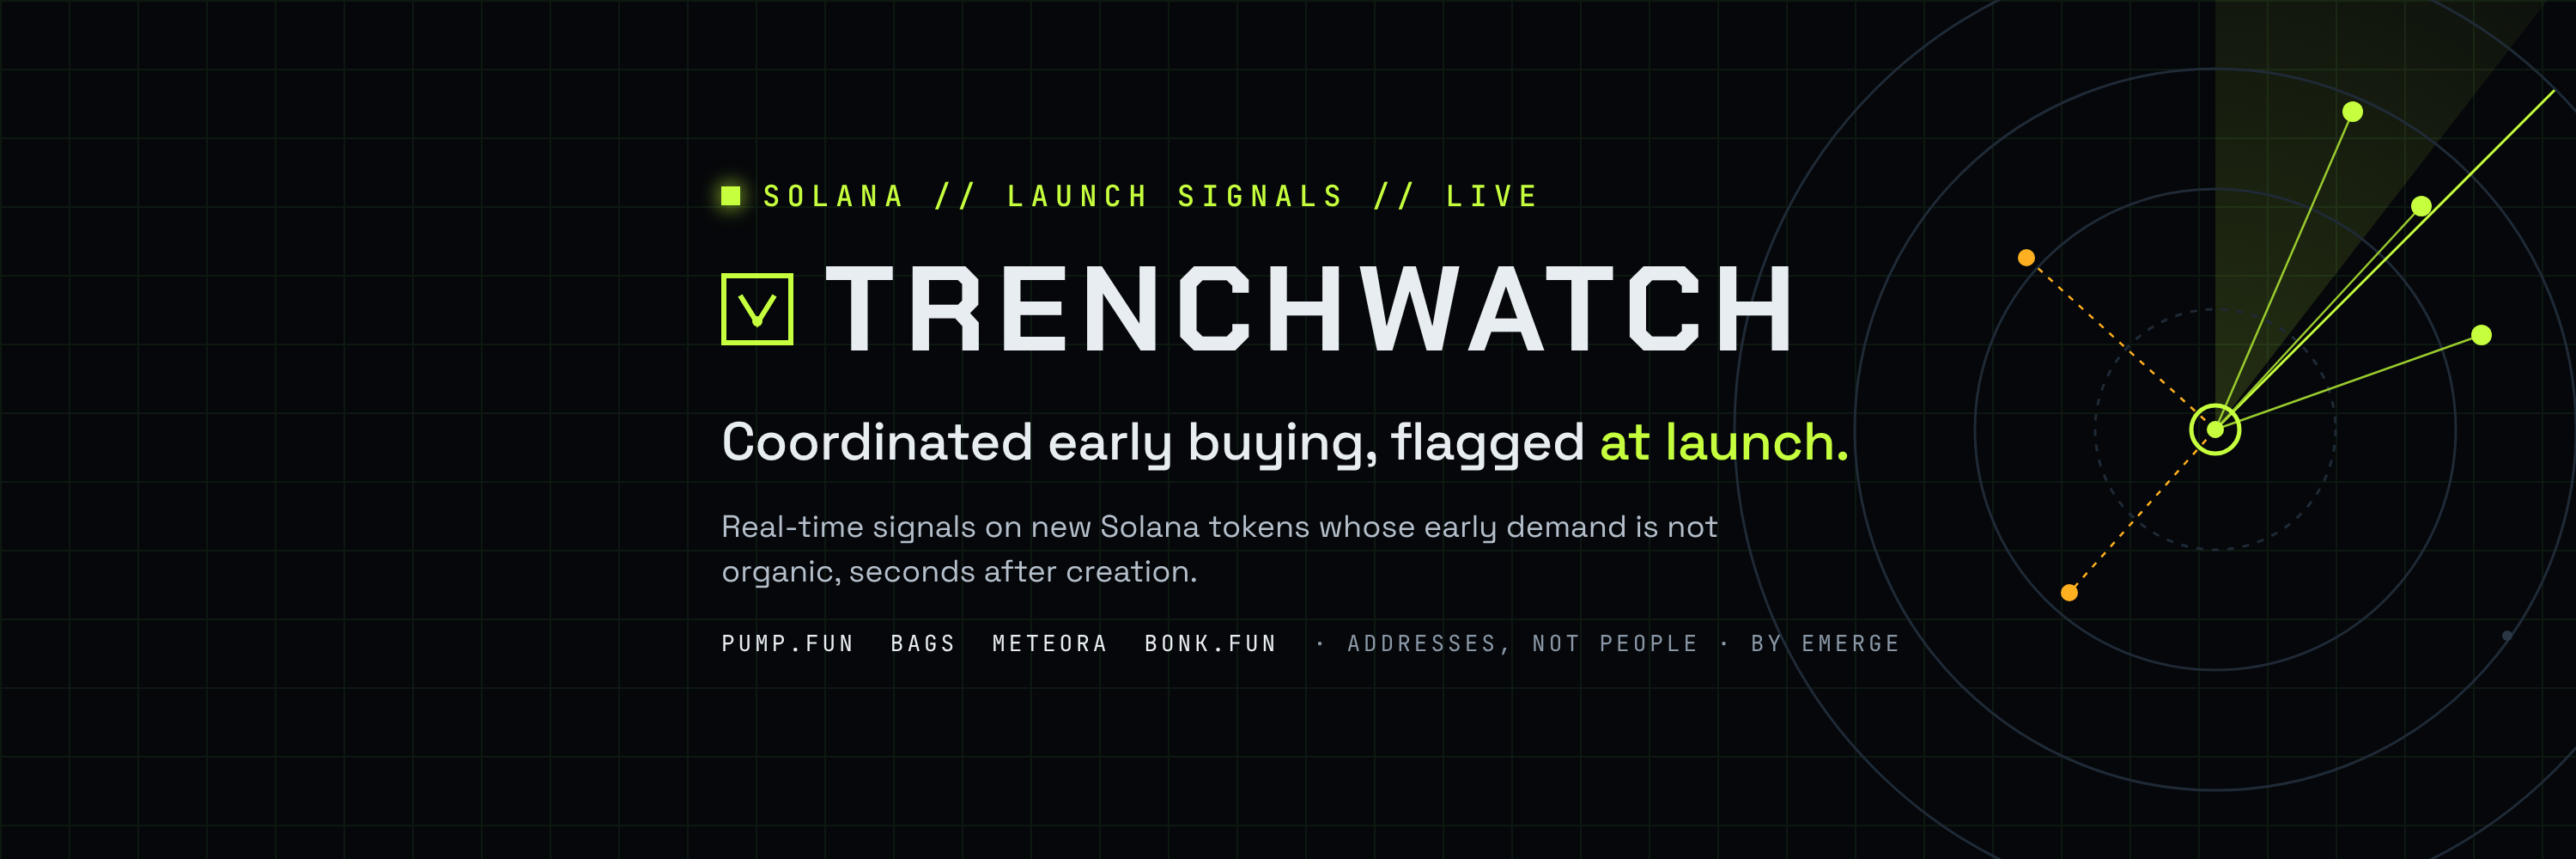 SOLANA // LAUNCH SIGNALS // LIVE
TRENCHWATCH
Coordinated early buying, flagged at launch.
Real-time signals on new Solana tokens whose early demand is not
organic, seconds after creation.
PUMP.FUN BAGS METEORA BONK.FUN · ADDRESSES, NOT PEOPLE · BY EMERGE